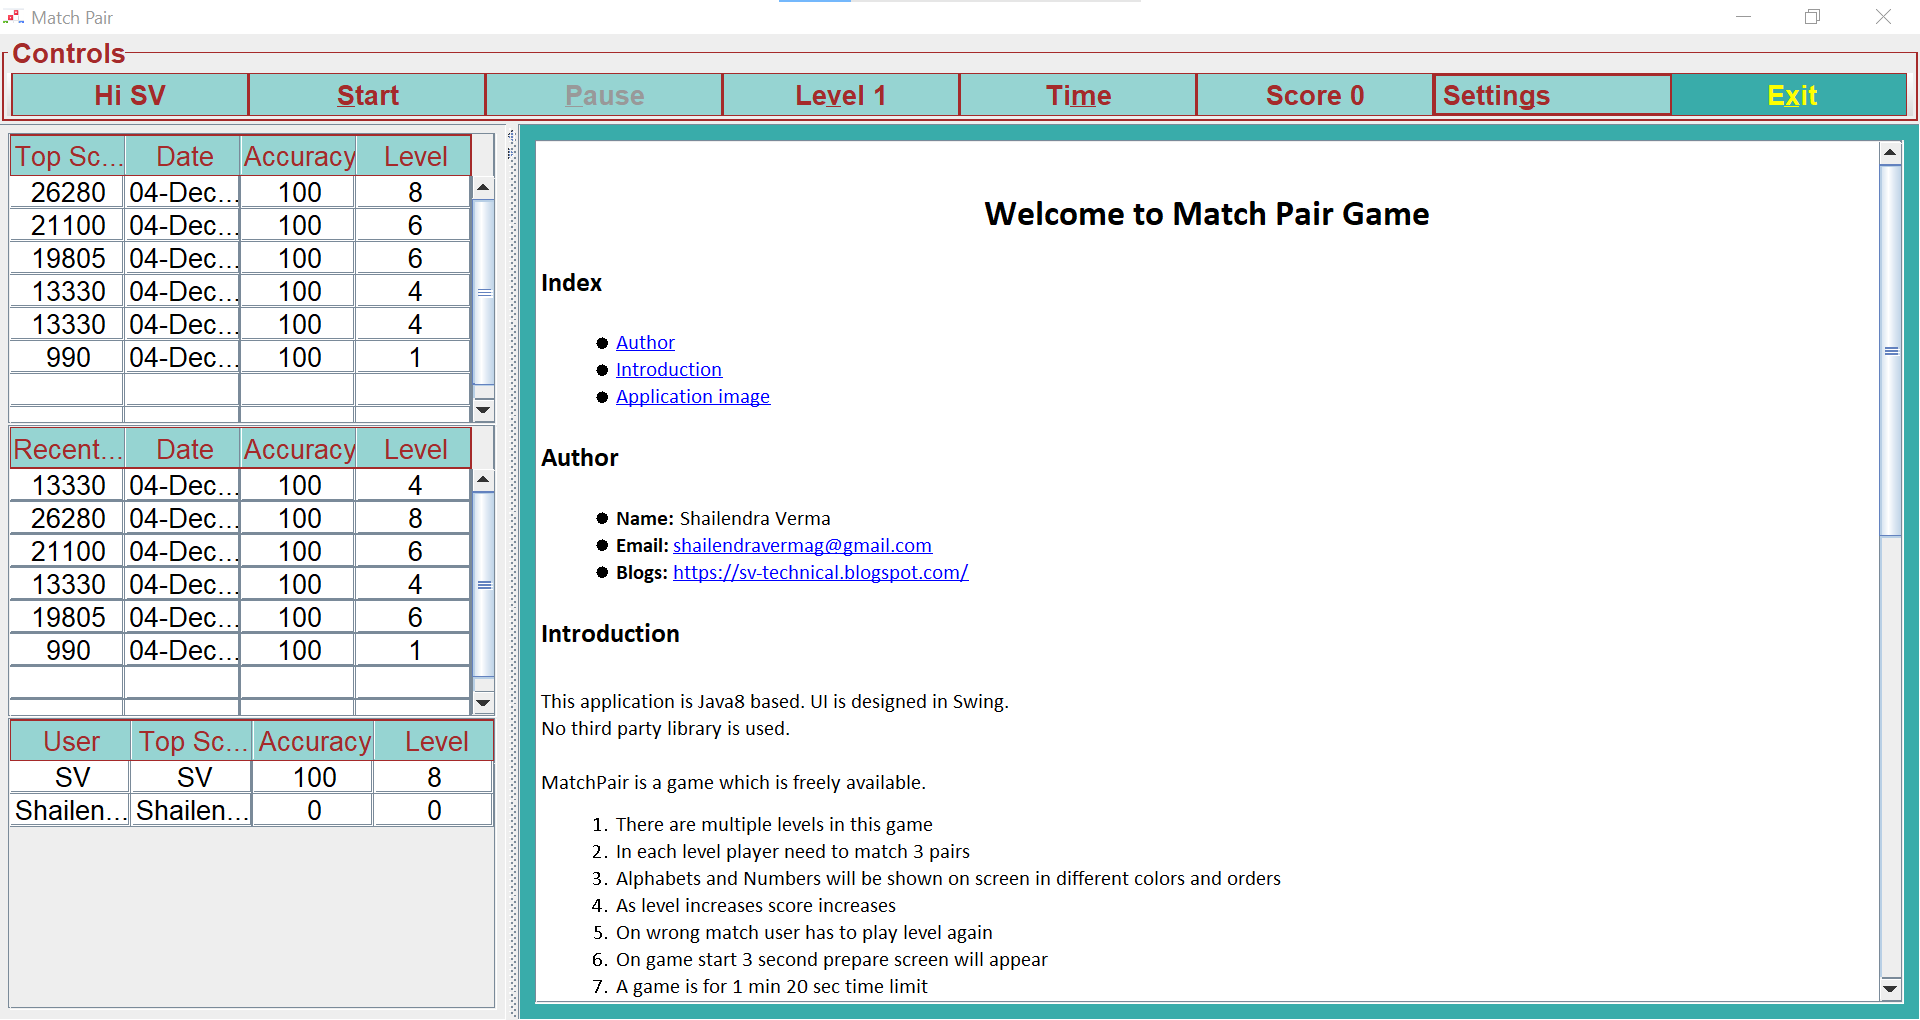 Match Pair
Controls
Hi SV Start Pause Level 1 Time Score 0 Settings Exit
Top Sc... Date Accuracy Level
26280 04-Dec... 100 8
21100 04-Dec... 100 6
19805 04-Dec... 100 6
13330 04-Dec... 100 4
13330 04-Dec... 100 4
990 04-Dec... 100 1
Recent... Date Accuracy Level
13330 04-Dec... 100 4
26280 04-Dec... 100 8
21100 04-Dec... 100 6
13330 04-Dec... 100 4
19805 04-Dec... 100 6
990 04-Dec... 100 1
User Top Sc... Accuracy Level
SV SV 100 8
Shailen... Shailen... 0 0
Welcome to Match Pair Game
Index
● Author
● Introduction
● Application image
Author
● Name: Shailendra Verma
● Email: shailendravermag@gmail.com
● Blogs: https://sv-technical.blogspot.com/
Introduction
This application is Java8 based. UI is designed in Swing.
No third party library is used.
MatchPair is a game which is freely available.
1. There are multiple levels in this game
2. In each level player need to match 3 pairs
3. Alphabets and Numbers will be shown on screen in different colors and orders
4. As level increases score increases
5. On wrong match user has to play level again
6. On game start 3 second prepare screen will appear
7. A game is for 1 min 20 sec time limit